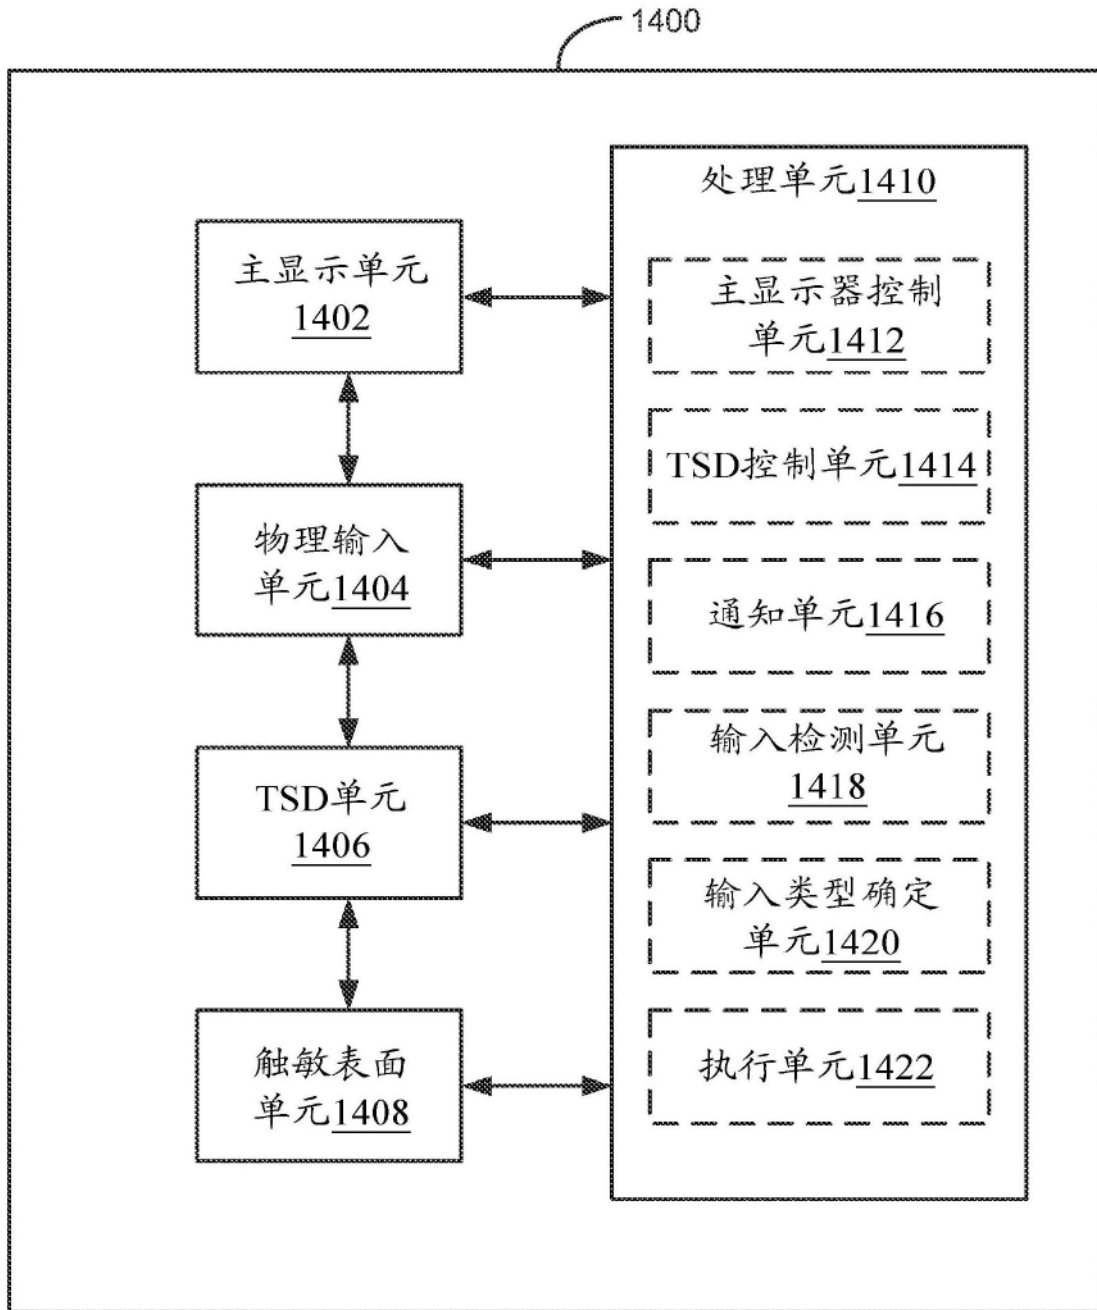 1400
处理单元1410
主显示单元
1402
主显示器控制
单元1412
TSD控制单元1414
物理输入
单元1404
通知单元1416
输入检测单元
1418
TSD单元
1406
输入类型确定
单元1420
触敏表面
单元1408
执行单元1422